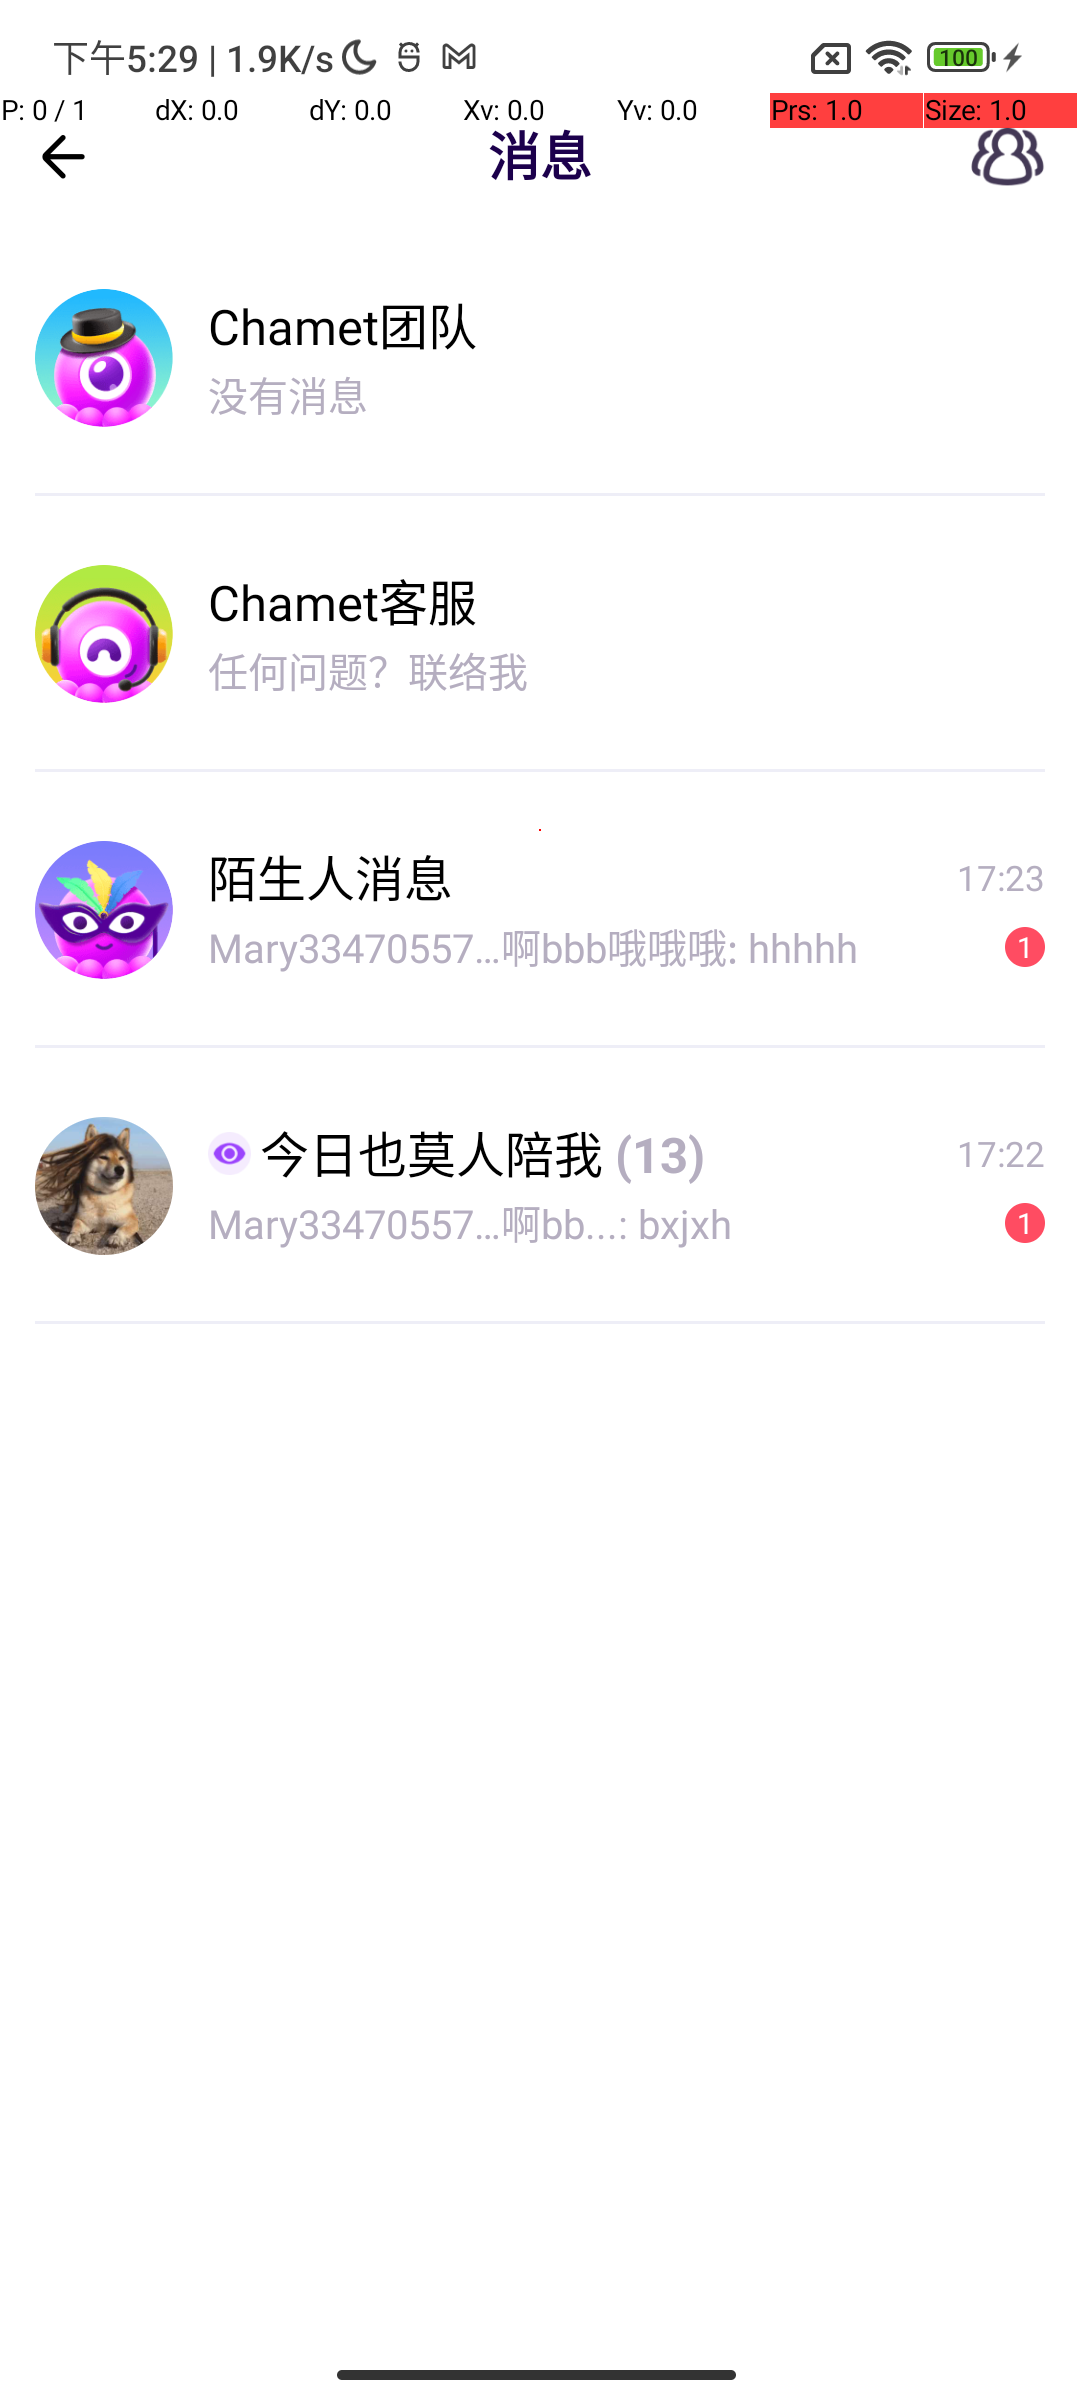 下午5:29 | 1.9K/s 100
P: 0 / 1 dX: 0.0 dY: 0.0 Xv: 0.0 Yv: 0.0 Prs: 1.0 Size: 1.0
消息
Chamet团队
没有消息
Chamet客服
任何问题？联络我
陌生人消息 17:23
Mary33470557...啊bbb哦哦哦: hhhhh 1
今日也莫人陪我 (13) 17:22
Mary33470557...啊bb...: bxjxh 1